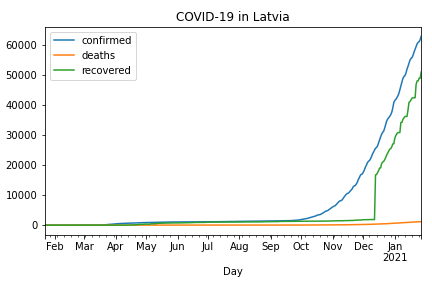 COVID-19 in Latvia
confirmed
deaths
recovered
60000
50000
40000
30000
20000
10000
0
Feb Mar Apr May Jun Jul Aug Sep Oct Nov Dec Jan
2021
Day